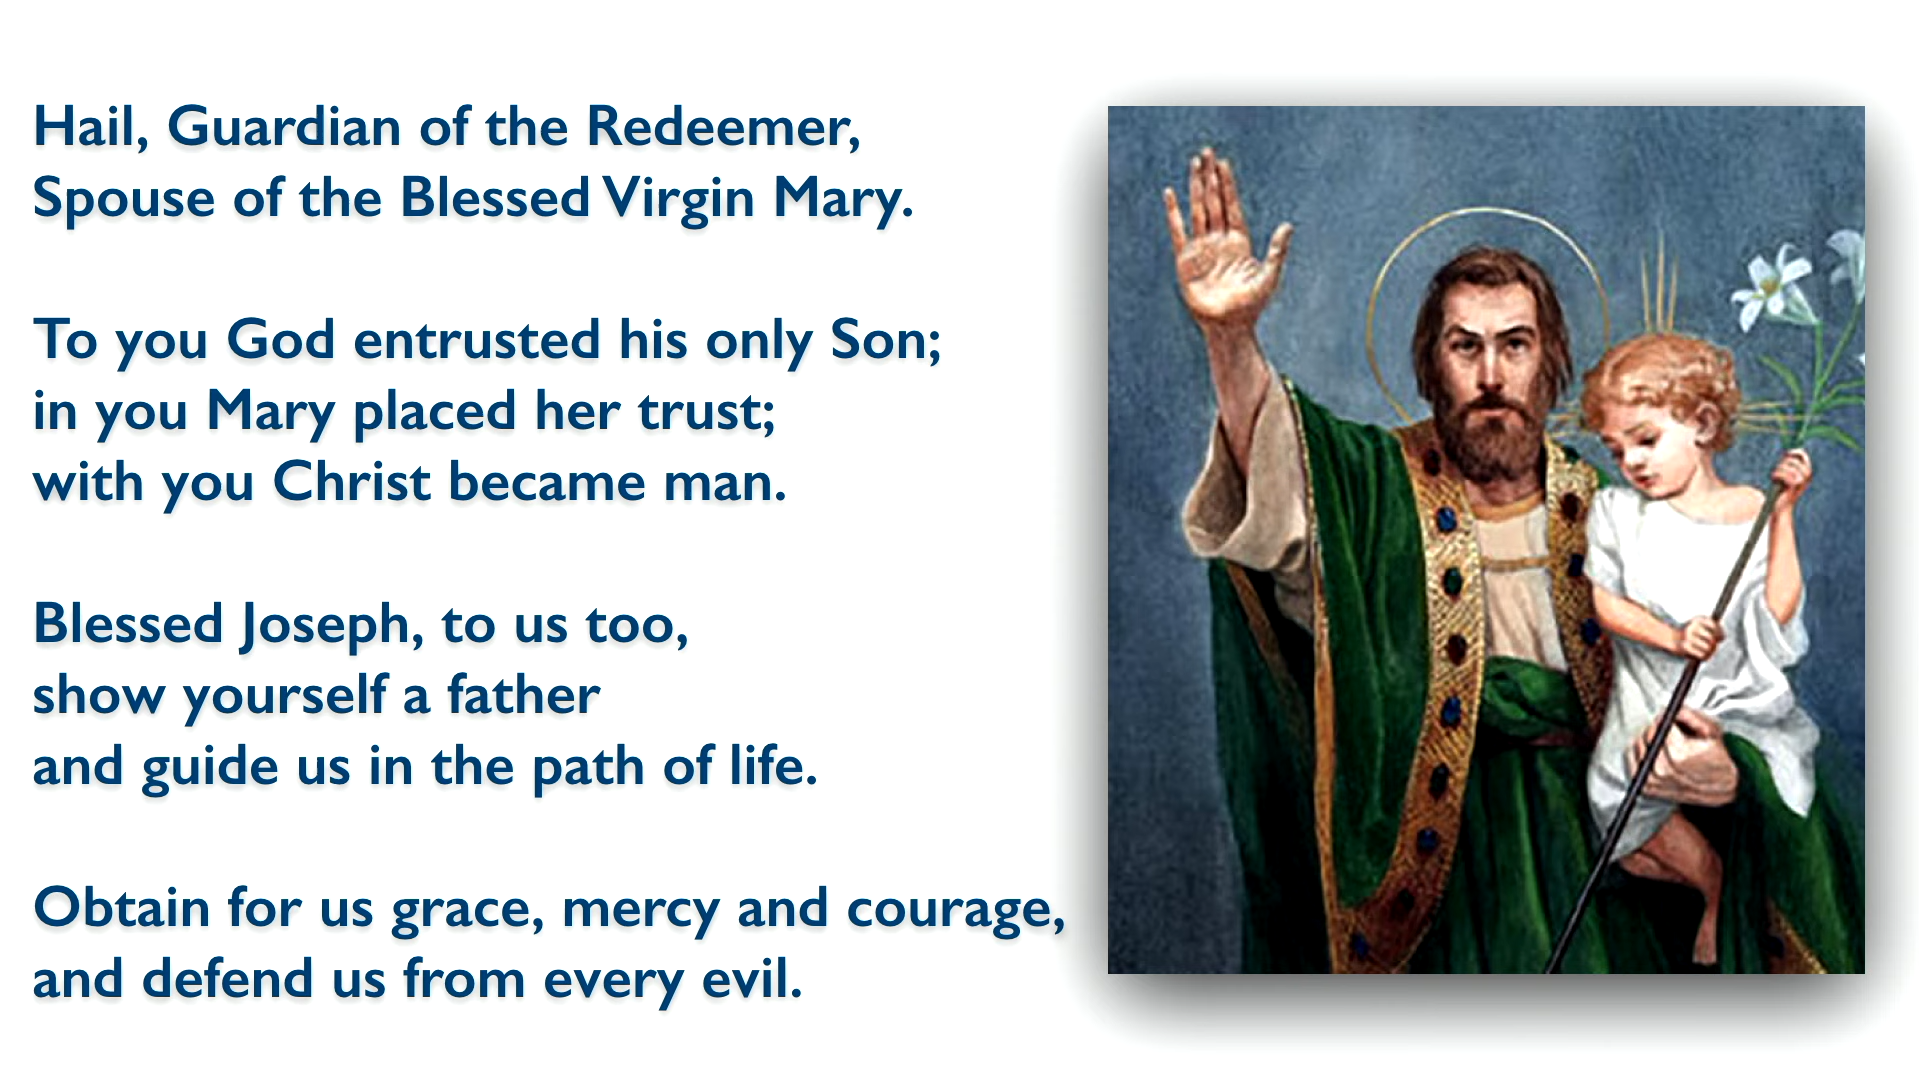 Hail, Guardian of the Redeemer,
Spouse of the Blessed Virgin Mary.
To you God entrusted his only Son;
in you Mary placed her trust;
with you Christ became man.
Blessed Joseph, to us too,
show yourself a father
and guide us in the path of life.
Obtain for us grace, mercy and courage,
and defend us from every evil.